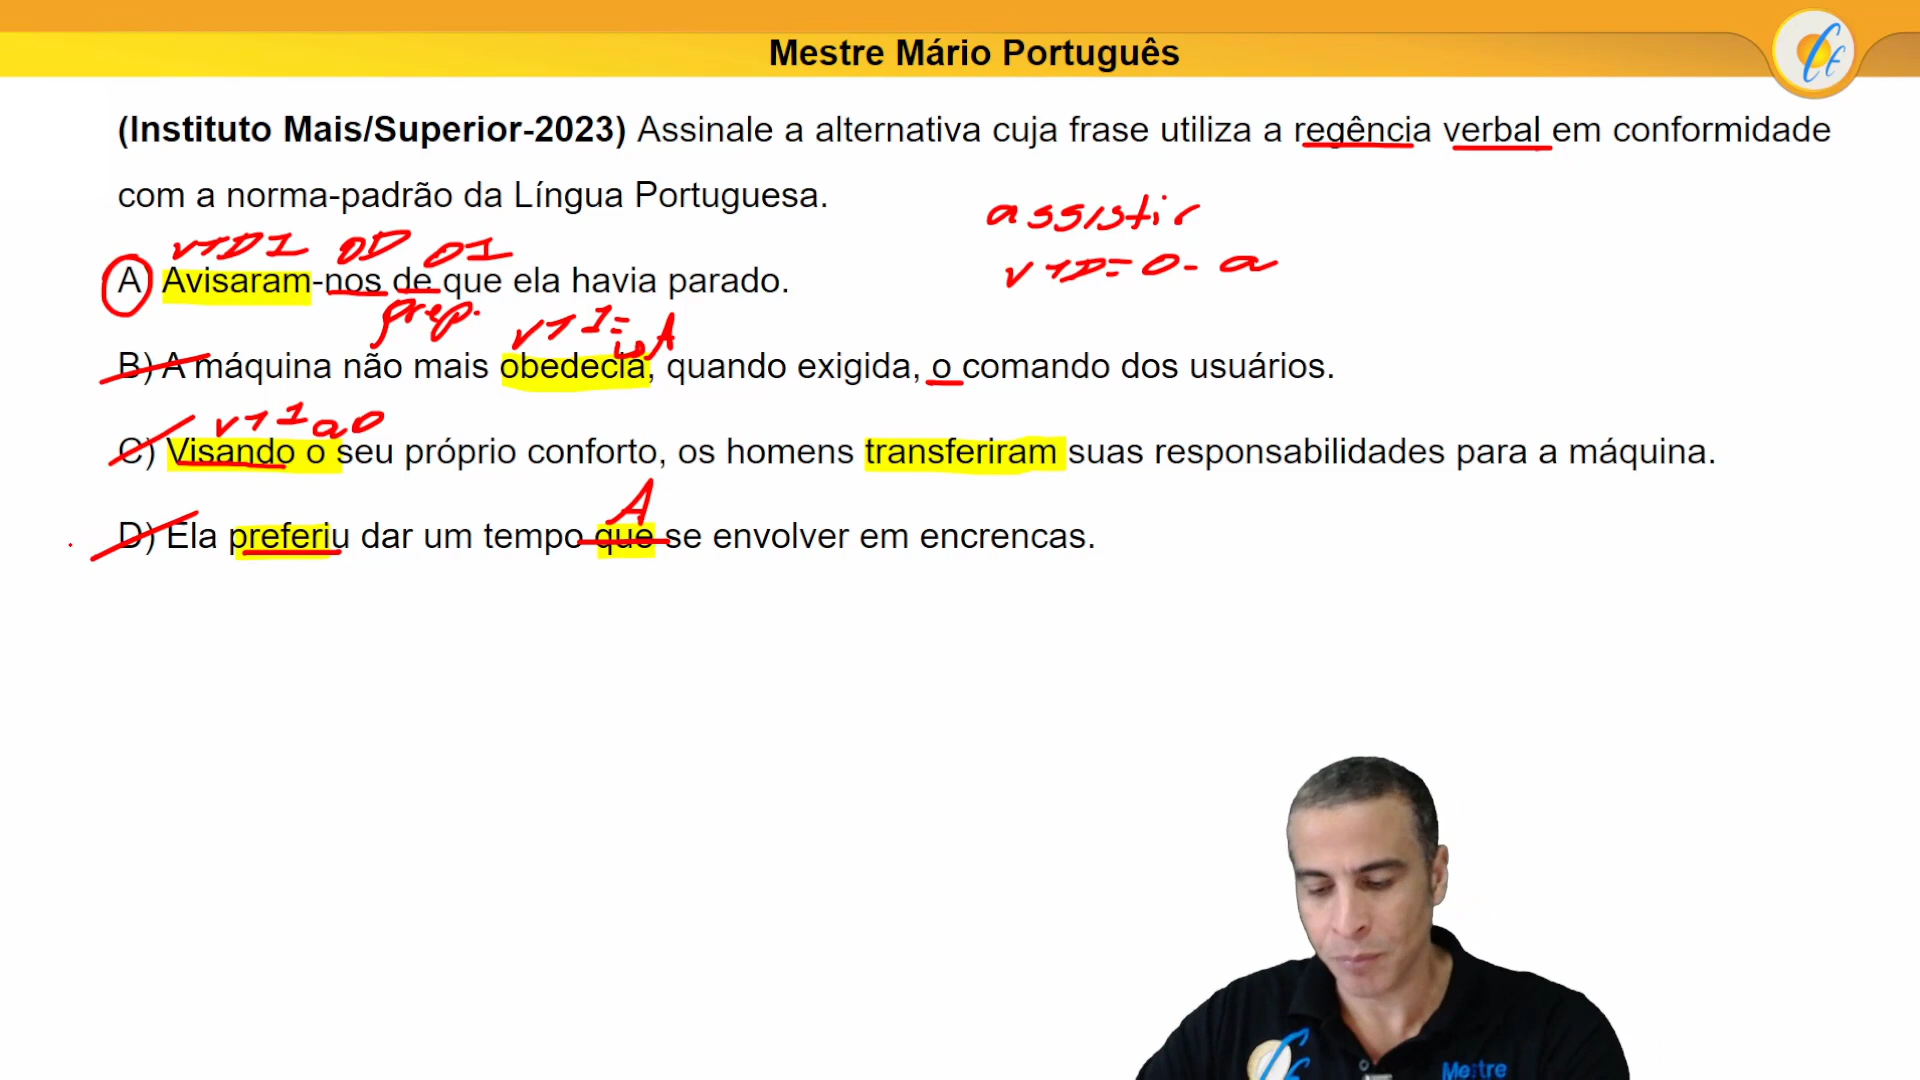 Mestre Mário Português
(Instituto Mais/Superior-2023) Assinale a alternativa cuja frase utiliza a regência verbal em conformidade
com a norma-padrão da Língua Portuguesa.
assistir
VTD= o - a
VTDI OD OI
A) Avisaram-nos de que ela havia parado.
prep.
VTI= A
B) A máquina não mais obedecia, quando exigida, o comando dos usuários.
VTI ao
C) Visando o seu próprio conforto, os homens transferiram suas responsabilidades para a máquina.
A
D) Ela preferiu dar um tempo que se envolver em encrencas.
Mestre